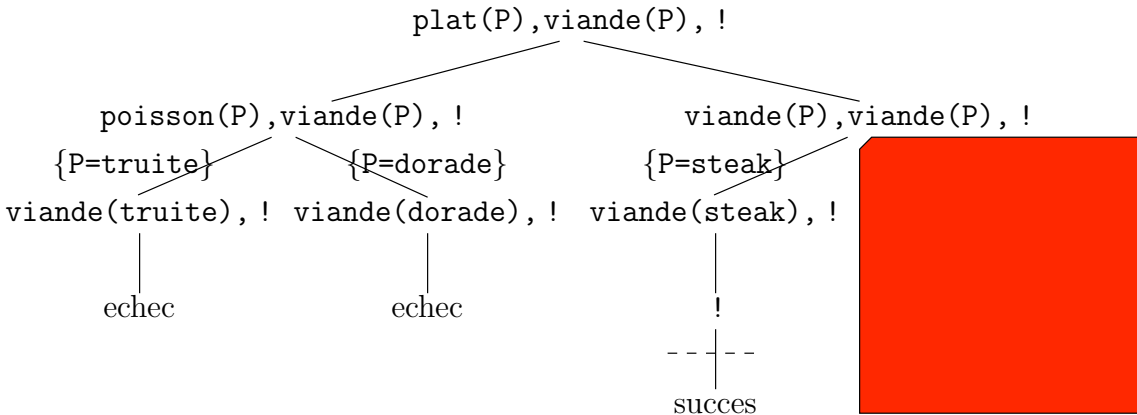 plat(P),viande(P), !
poisson(P),viande(P), ! viande(P),viande(P), !
{P=truite} {P=dorade} {P=steak}
viande(truite), ! viande(dorade), ! viande(steak), !
echec echec !
succes